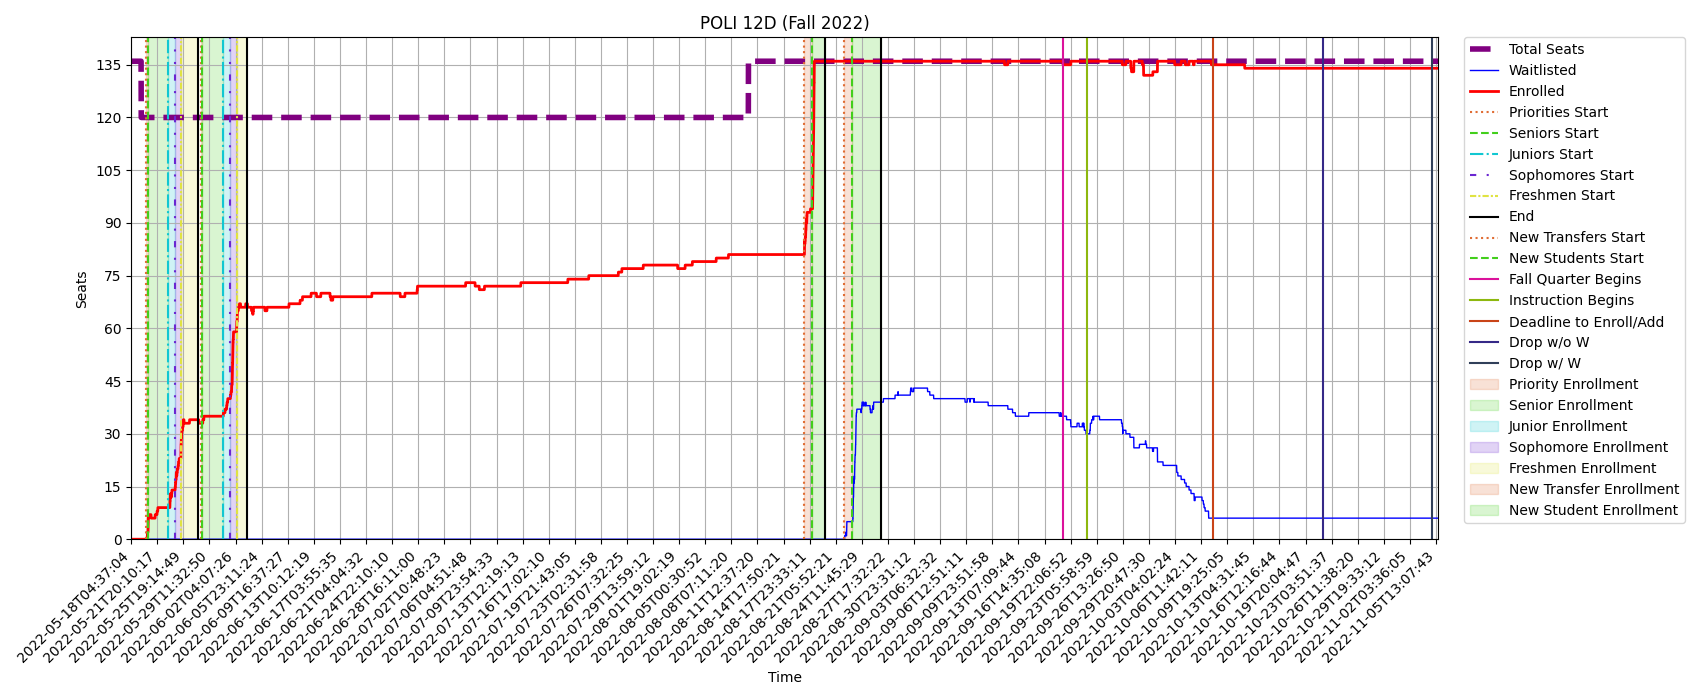 POLI 12D (Fall 2022)
Seats
135
120
105
90
75
60
45
30
15
0
2022-05-18T04:37:04
2022-05-21T20:10:17
2022-05-25T19:14:49
2022-05-29T11:32:50
2022-06-02T04:07:26
2022-06-05T23:11:24
2022-06-09T16:37:27
2022-06-13T10:12:19
2022-06-17T03:55:35
2022-06-21T04:04:32
2022-06-24T22:10:10
2022-06-28T16:11:00
2022-07-02T10:48:23
2022-07-06T04:51:48
2022-07-09T23:54:33
2022-07-13T12:19:13
2022-07-16T17:02:10
2022-07-19T21:43:05
2022-07-23T02:31:58
2022-07-26T07:32:25
2022-07-29T13:59:12
2022-08-01T19:02:19
2022-08-05T00:30:52
2022-08-08T07:11:20
2022-08-11T12:37:20
2022-08-14T17:50:21
2022-08-17T23:33:11
2022-08-21T05:52:21
2022-08-24T11:45:29
2022-08-27T17:32:22
2022-08-30T23:31:12
2022-09-03T06:32:32
2022-09-06T12:51:11
2022-09-09T23:51:58
2022-09-13T07:09:44
2022-09-16T14:35:08
2022-09-19T22:06:52
2022-09-23T05:58:59
2022-09-26T13:26:50
2022-09-29T20:47:30
2022-10-03T04:02:24
2022-10-06T11:42:11
2022-10-09T19:25:05
2022-10-13T04:31:45
2022-10-16T12:16:44
2022-10-19T20:04:47
2022-10-23T03:51:37
2022-10-26T11:38:20
2022-10-29T19:33:12
2022-11-02T03:36:05
2022-11-05T13:07:43
Time
Total Seats
Waitlisted
Enrolled
Priorities Start
Seniors Start
Juniors Start
Sophomores Start
Freshmen Start
End
New Transfers Start
New Students Start
Fall Quarter Begins
Instruction Begins
Deadline to Enroll/Add
Drop w/o W
Drop w/ W
Priority Enrollment
Senior Enrollment
Junior Enrollment
Sophomore Enrollment
Freshmen Enrollment
New Transfer Enrollment
New Student Enrollment